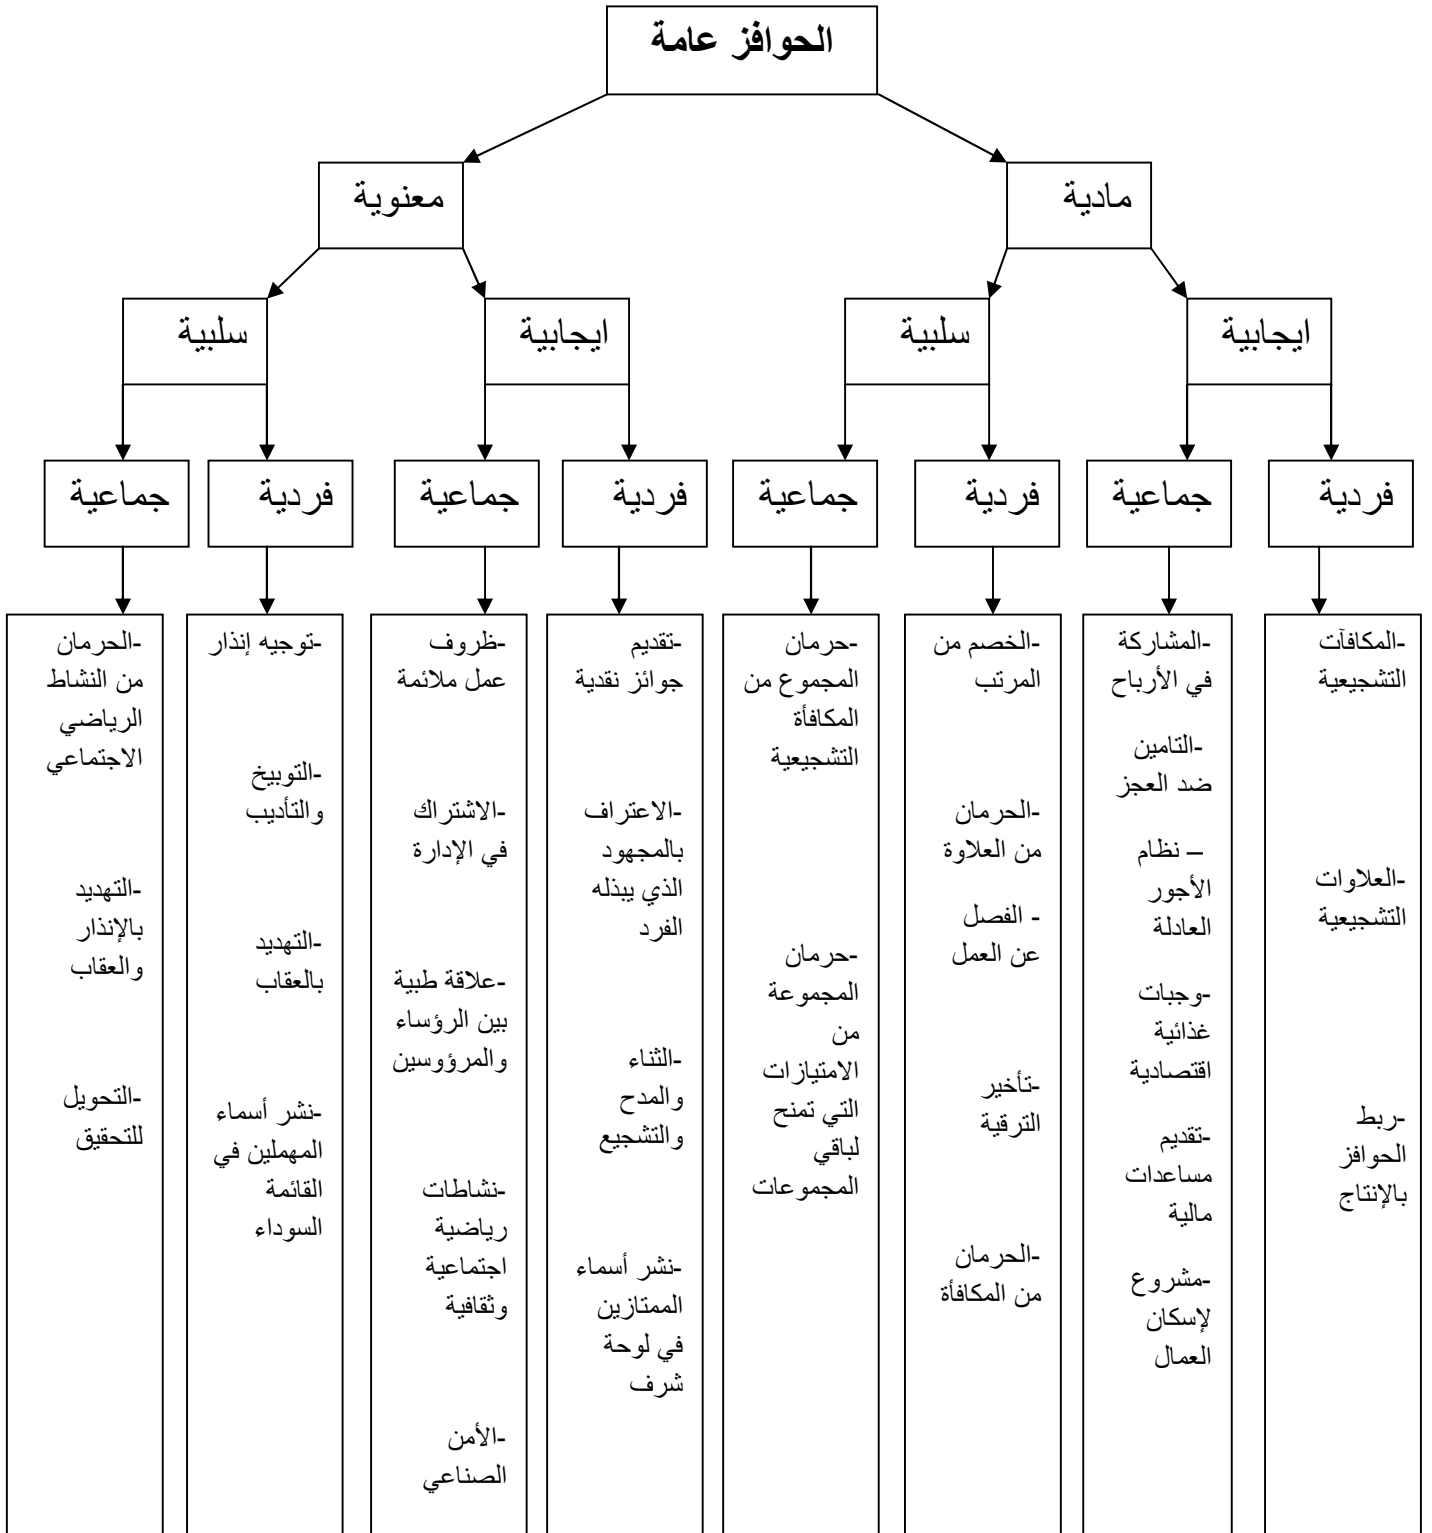 الحوافز عامة
مادية
معنوية
ايجابية
سلبية
ايجابية
سلبية
فردية
جماعية
فردية
جماعية
فردية
جماعية
فردية
جماعية
-المكافآت
التشجيعية
-العلاوات
التشجيعية
-ربط
الحوافز
بالإنتاج
-المشاركة
في الأرباح
-التامين
ضد العجز
– نظام
الأجور
العادلة
-وجبات
غذائية
اقتصادية
-تقديم
مساعدات
مالية
-مشروع
لإسكان
العمال
-الخصم من
المرتب
-الحرمان
من العلاوة
- الفصل
عن العمل
-تأخير
الترقية
-الحرمان
من المكافأة
-حرمان
المجموع من
المكافأة
التشجيعية
-حرمان
المجموعة
من
الامتيازات
التي تمنح
لباقي
المجموعات
-تقديم
جوائز نقدية
-الاعتراف
بالمجهود
الذي يبذله
الفرد
-الثناء
والمدح
والتشجيع
-نشر أسماء
الممتازين
في لوحة
شرف
-ظروف
عمل ملائمة
-الاشتراك
في الإدارة
-علاقة طبية
بين الرؤساء
والمرؤوسين
-نشاطات
رياضية
اجتماعية
وثقافية
-الأمن
الصناعي
-توجيه إنذار
-التوبيخ
والتأديب
-التهديد
بالعقاب
-نشر أسماء
المهملين في
القائمة
السوداء
-الحرمان
من النشاط
الرياضي
الاجتماعي
-التهديد
بالإنذار
والعقاب
-التحويل
للتحقيق